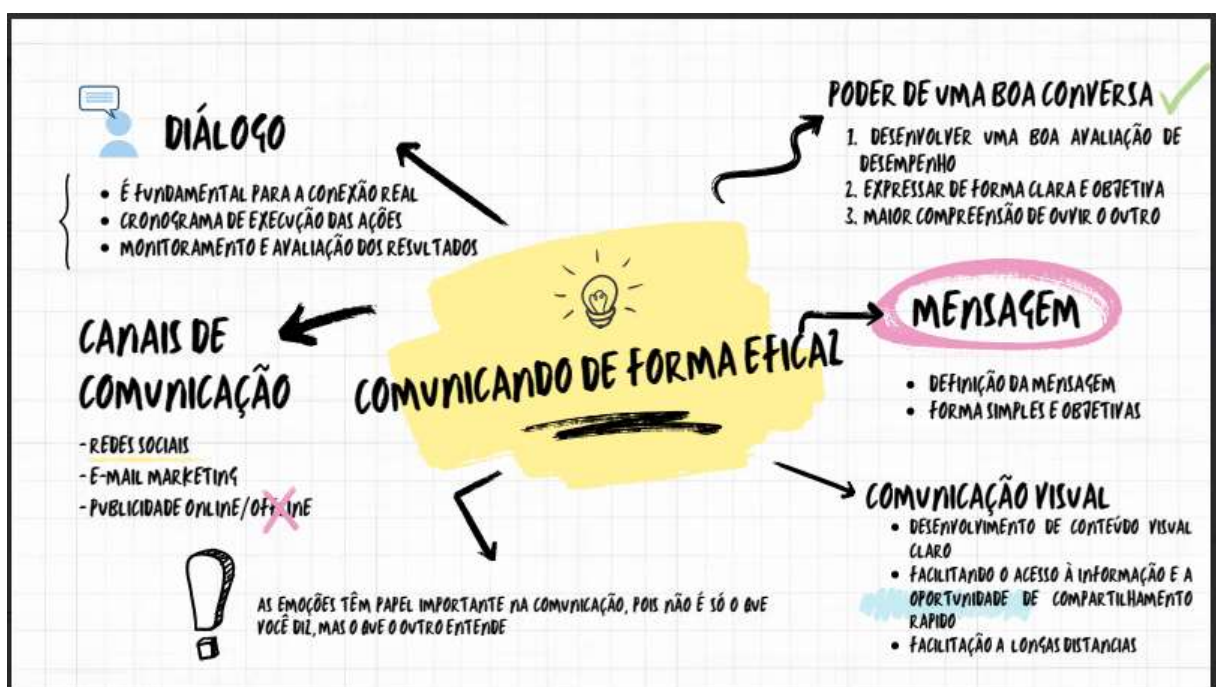 DIÁLOGO
• É FUNDAMENTAL PARA A CONEXÃO REAL
• CRONOGRAMA DE EXECUÇÃO DAS AÇÕES
• MONITORAMENTO E AVALIAÇÃO DOS RESULTADOS
PODER DE UMA BOA CONVERSA
1. DESENVOLVER UMA BOA AVALIAÇÃO DE
DESEMPENHO
2. EXPRESSAR DE FORMA CLARA E OBJETIVA
3. MAIOR COMPREENSÃO DE OUVIR O OUTRO
CANAIS DE
COMUNICAÇÃO
- REDES SOCIAIS
- E-MAIL MARKETING
- PUBLICIDADE ONLINE/OFFLINE
COMUNICANDO DE FORMA EFICAZ
MENSAGEM
• DEFINIÇÃO DA MENSAGEM
• FORMA SIMPLES E OBJETIVAS
COMUNICAÇÃO VISUAL
• DESENVOLVIMENTO DE CONTEÚDO VISUAL
CLARO
• FACILITANDO O ACESSO À INFORMAÇÃO E A
OPORTUNIDADE DE COMPARTILHAMENTO
RAPIDO
• FACILITAÇÃO A LONGAS DISTANCIAS
!
AS EMOÇÕES TÊM PAPEL IMPORTANTE NA COMUNICAÇÃO, POIS NÃO É SÓ O QUE
VOCÊ DIZ, MAS O QUE O OUTRO ENTENDE